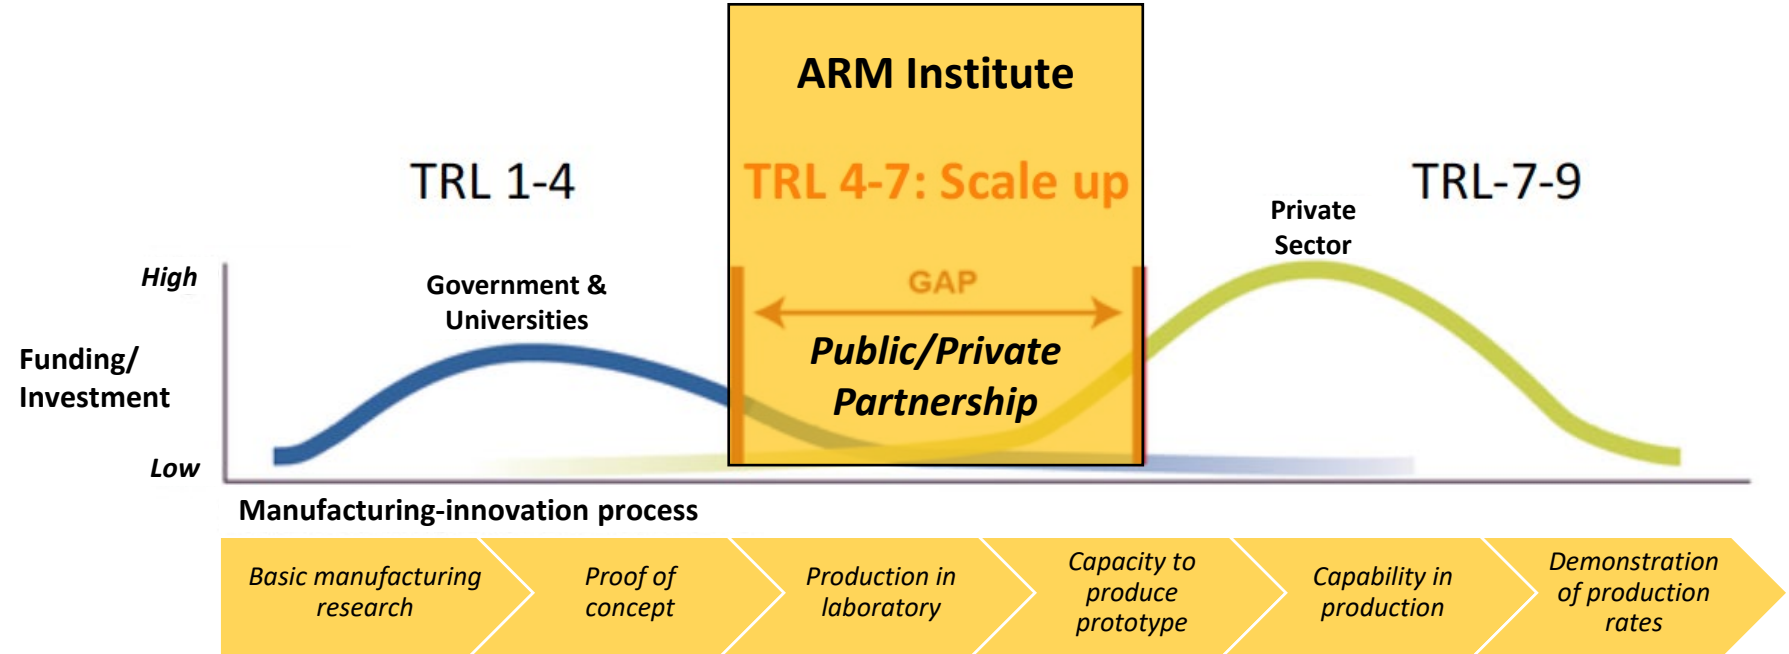 ARM Institute
TRL 1-4
TRL 4-7: Scale up
TRL-7-9
Private
Sector
High
Government &
Universities
GAP
Funding/
Investment
Public/Private
Partnership
Low
Manufacturing-innovation process
Basic manufacturing
research
Proof of
concept
Production in
laboratory
Capacity to
produce
prototype
Capability in
production
Demonstration
of production
rates